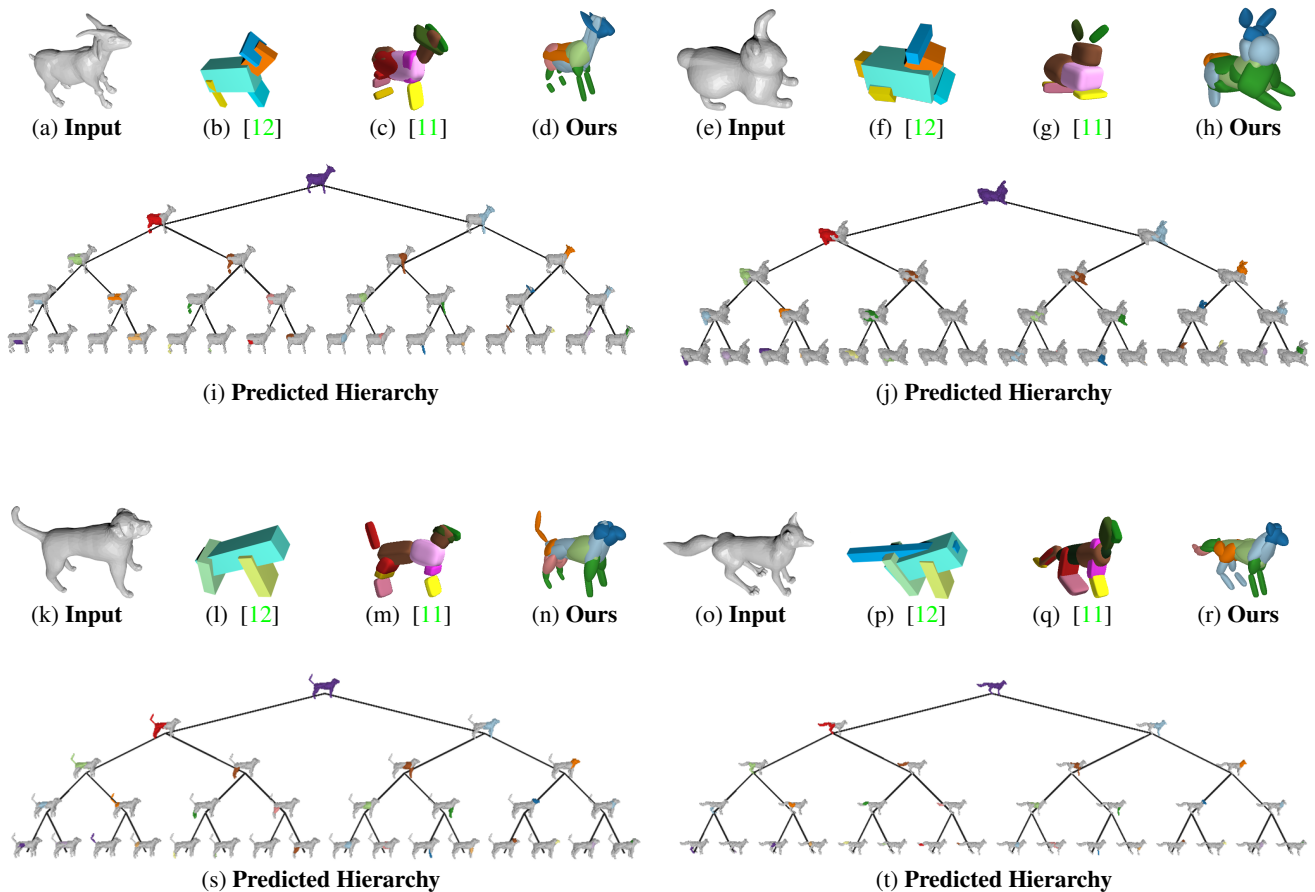 (a) Input (b) [12] (c) [11] (d) Ours (e) Input (f) [12] (g) [11] (h) Ours
(i) Predicted Hierarchy (j) Predicted Hierarchy
(k) Input (l) [12] (m) [11] (n) Ours (o) Input (p) [12] (q) [11] (r) Ours
(s) Predicted Hierarchy (t) Predicted Hierarchy